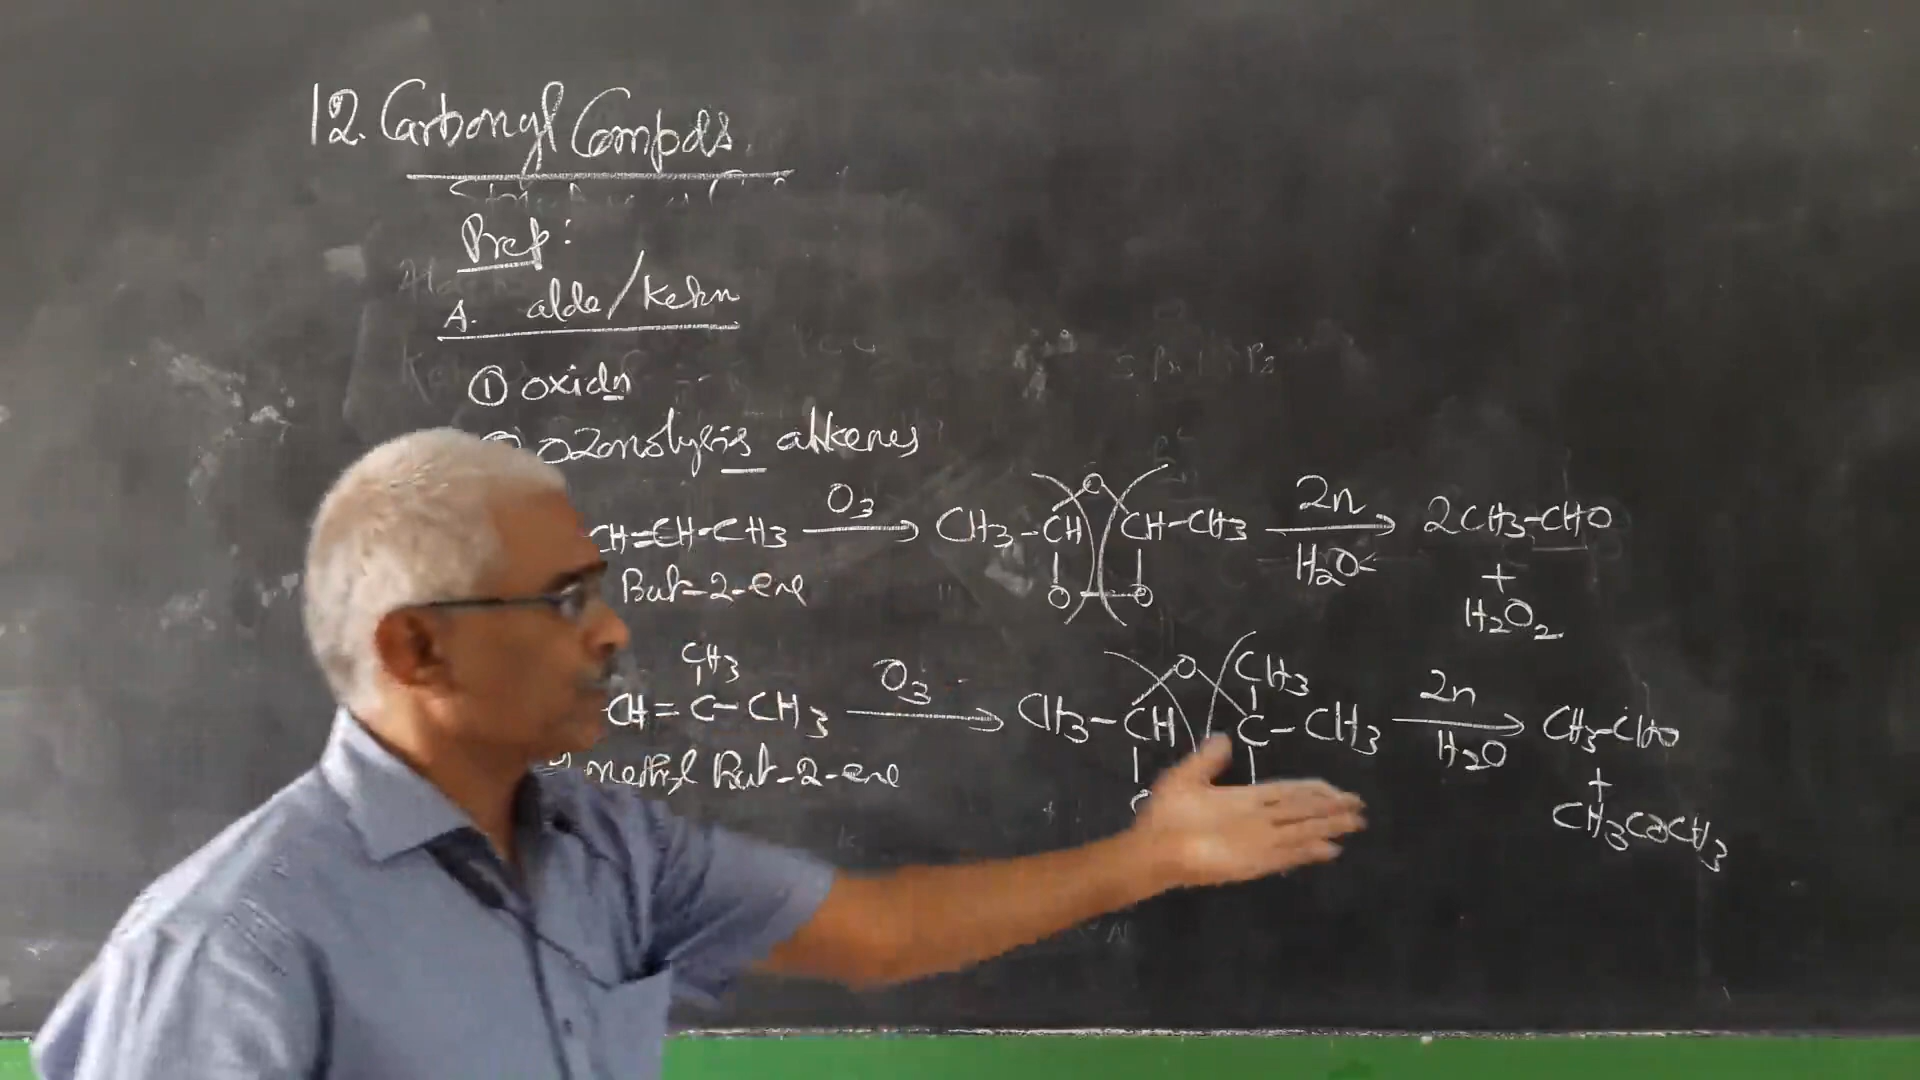 12. Carbonyl Compds.
Prep:
A. alde/Ketn
① oxidn
ozonolysis alkenes
CH=CH-CH3 O3 CH3-CH O CH-CH3 Zn 2CH3-CHO
H2O
O O
But-2-ene
+
H2O2
CH3
CH=C-CH3 O3 CH3-CH O C-CH3 Zn CH3-CHO
CH3
H2O
methyl But-2-ene
+
CH3COCH3